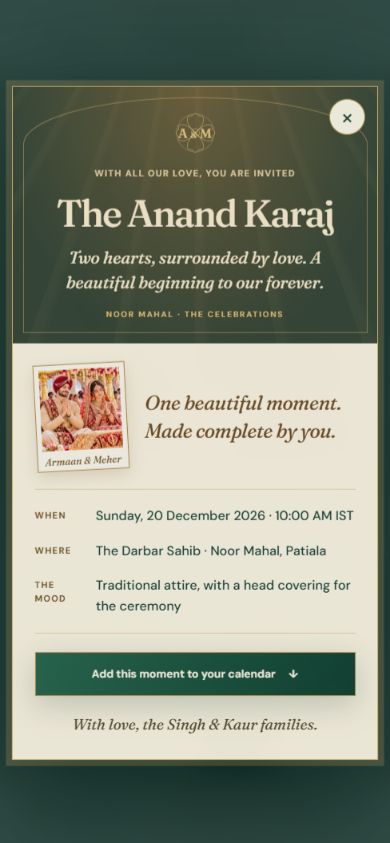 A & M
×
WITH ALL OUR LOVE, YOU ARE INVITED
The Anand Karaj
Two hearts, surrounded by love. A
beautiful beginning to our forever.
NOOR MAHAL · THE CELEBRATIONS
Armaan & Meher
One beautiful moment.
Made complete by you.
WHEN
Sunday, 20 December 2026 · 10:00 AM IST
WHERE
The Darbar Sahib · Noor Mahal, Patiala
THE
MOOD
Traditional attire, with a head covering for
the ceremony
Add this moment to your calendar ↓
With love, the Singh & Kaur families.